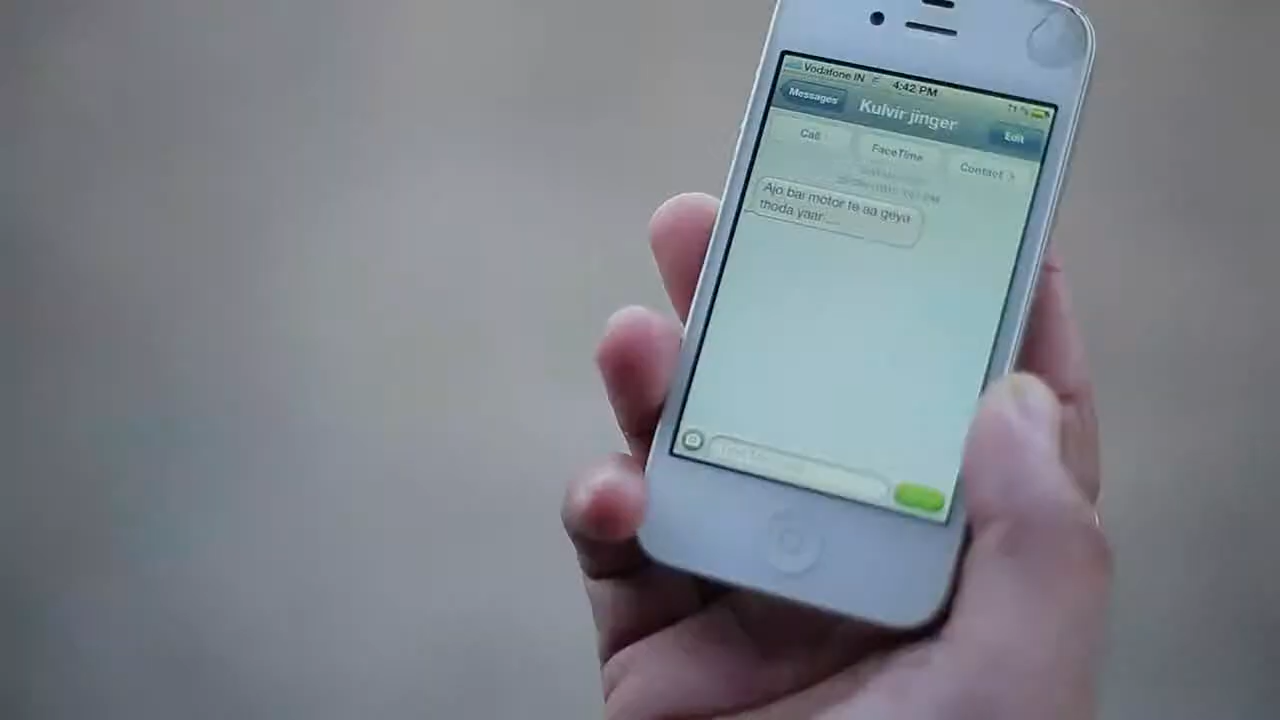 Vodafone IN E 4:42 PM 71%
Messages Kulvir jinger Edit
Call FaceTime Contact
Ajo bai motor te aa geya
thoda yaar....